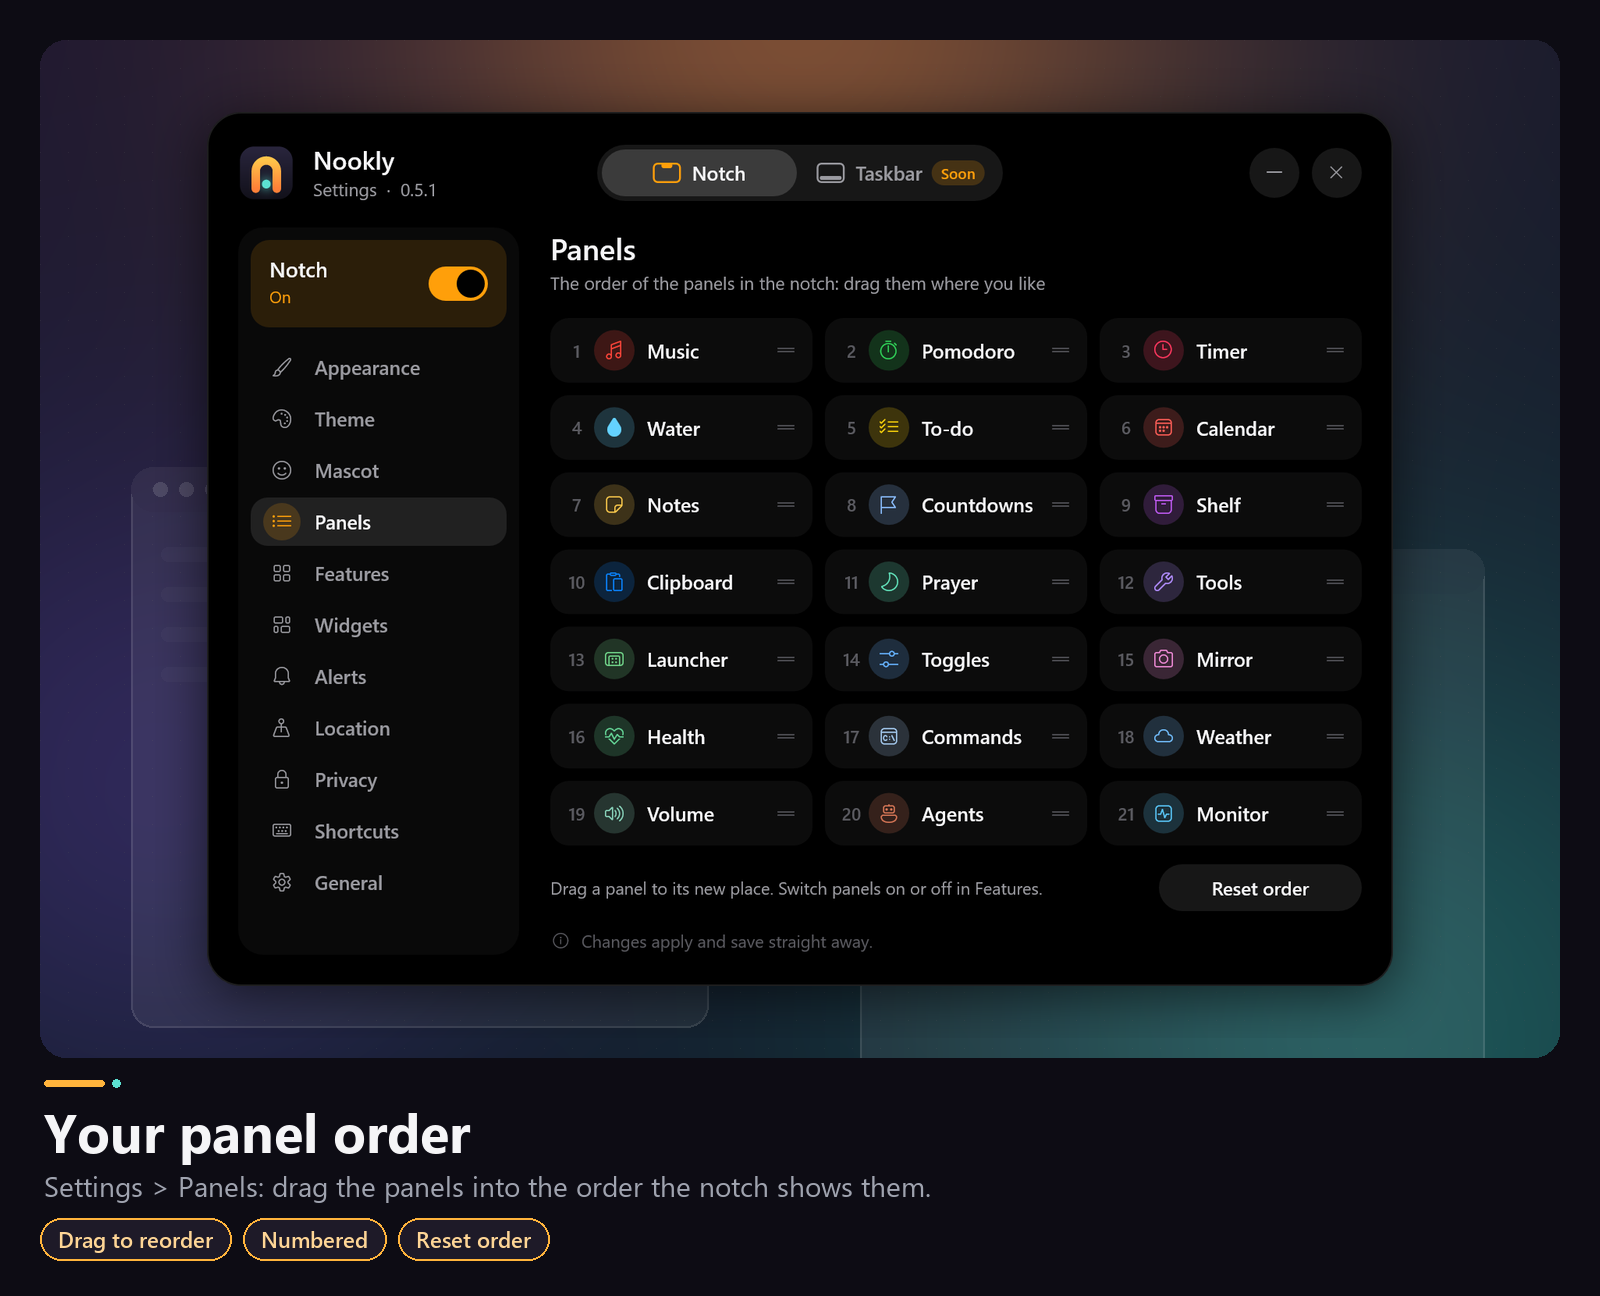 Nookly
Settings · 0.5.1
Notch
Taskbar Soon
Notch
On
Appearance
Theme
Mascot
Panels
Features
Widgets
Alerts
Location
Privacy
Shortcuts
General
Panels
The order of the panels in the notch: drag them where you like
1 Music
2 Pomodoro
3 Timer
4 Water
5 To-do
6 Calendar
7 Notes
8 Countdowns
9 Shelf
10 Clipboard
11 Prayer
12 Tools
13 Launcher
14 Toggles
15 Mirror
16 Health
17 Commands
18 Weather
19 Volume
20 Agents
21 Monitor
Drag a panel to its new place. Switch panels on or off in Features.
Reset order
Changes apply and save straight away.
Your panel order
Settings > Panels: drag the panels into the order the notch shows them.
Drag to reorder
Numbered
Reset order